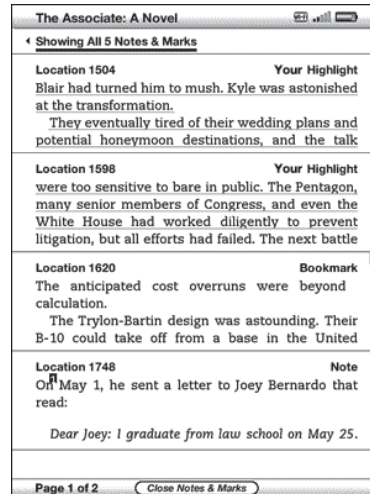 The Associate: A Novel
Showing All 5 Notes & Marks
Location 1504 Your Highlight
Blair had turned him to mush. Kyle was astonished
at the transformation.
They eventually tired of their wedding plans and
potential honeymoon destinations, and the talk
Location 1598 Your Highlight
were too sensitive to bare in public. The Pentagon,
many senior members of Congress, and even the
White House had worked diligently to prevent
litigation, but all efforts had failed. The next battle
Location 1620 Bookmark
The anticipated cost overruns were beyond
calculation.
The Trylon-Bartin design was astounding. Their
B-10 could take off from a base in the United
Location 1748 Note
On May 1, he sent a letter to Joey Bernardo that
read:
Dear Joey: I graduate from law school on May 25.
Page 1 of 2 Close Notes & Marks